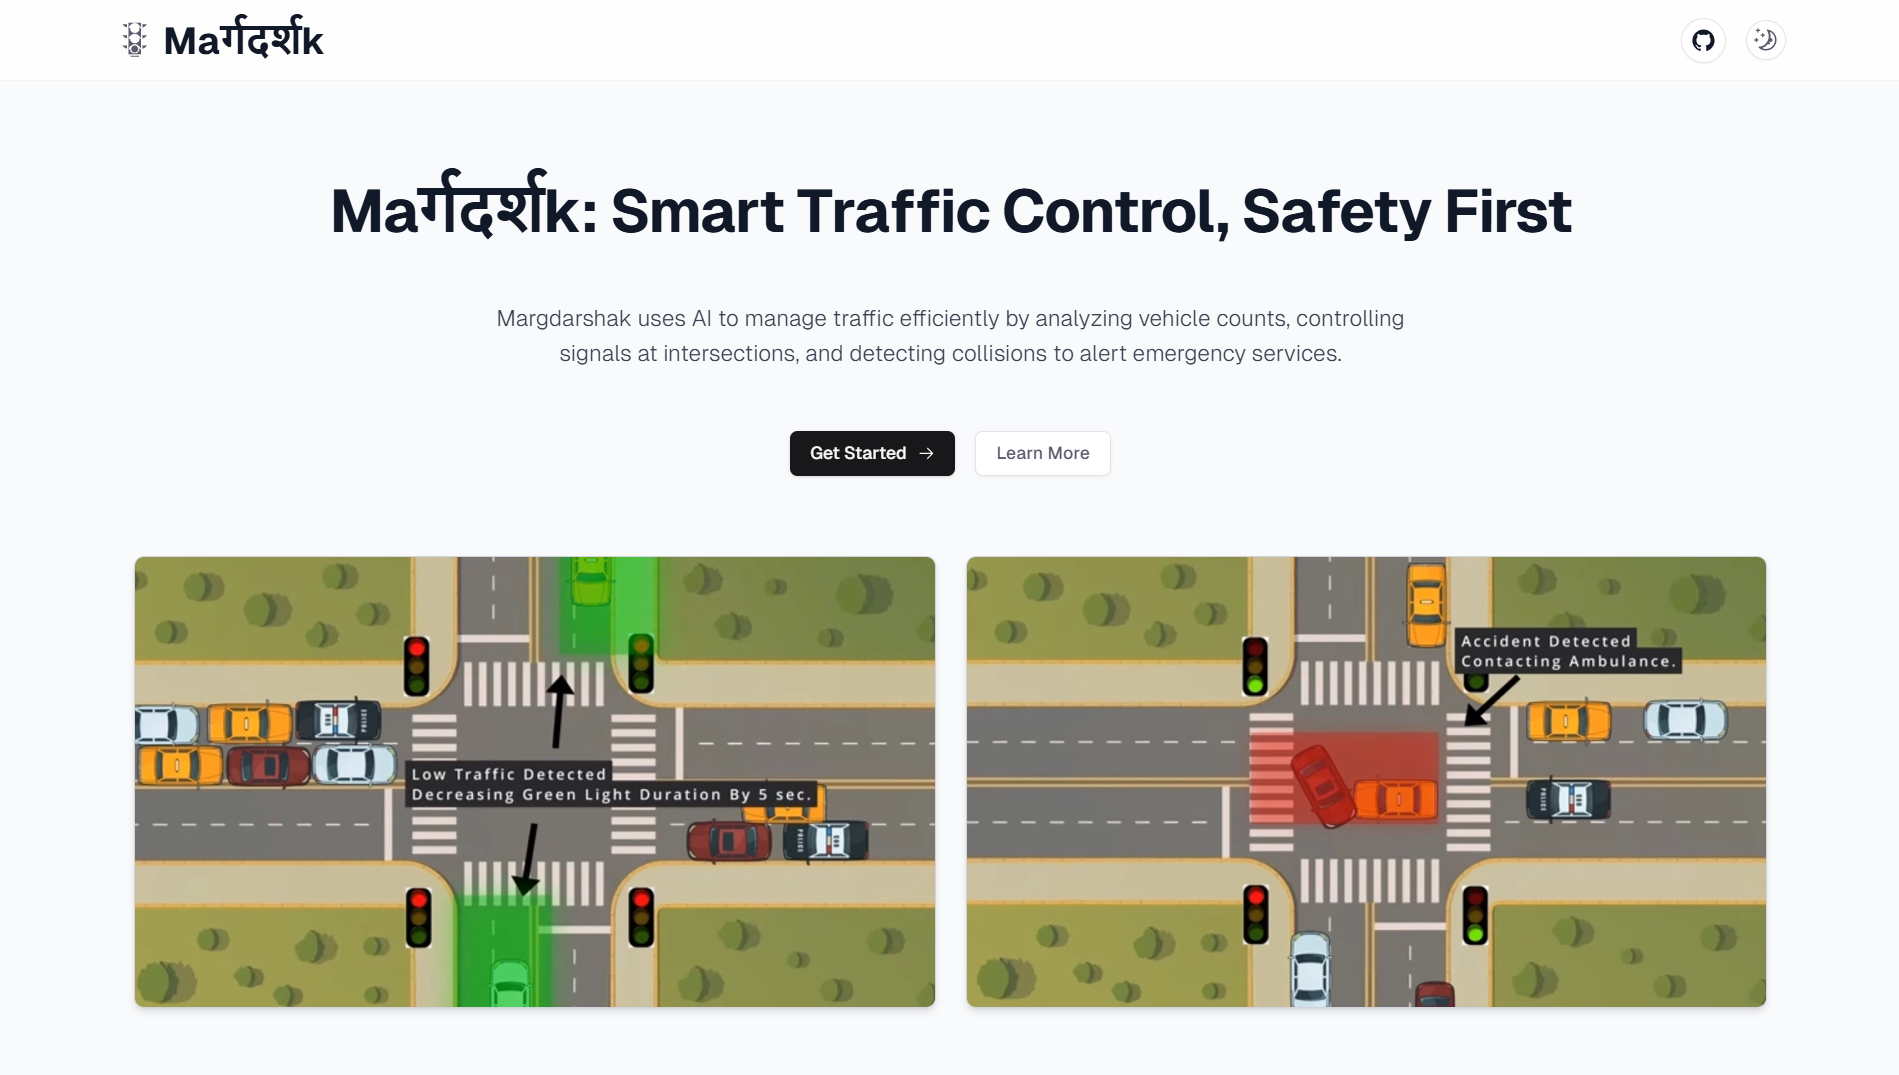 Maर्गदर्शk
Maर्गदर्शk: Smart Traffic Control, Safety First
Margdarshak uses AI to manage traffic efficiently by analyzing vehicle counts, controlling
signals at intersections, and detecting collisions to alert emergency services.
Get Started →
Learn More
Low Traffic Detected
Decreasing Green Light Duration By 5 sec.
POLICE
Accident Detected
Contacting Ambulance.
POLICE